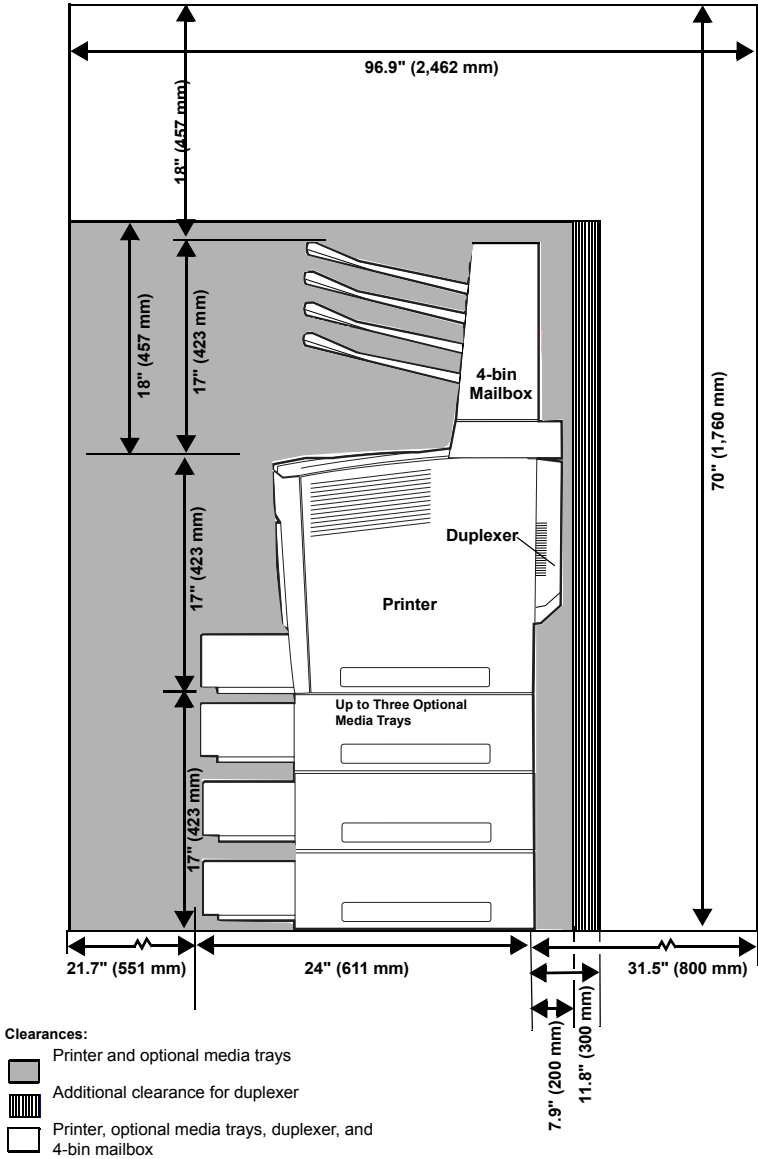 96.9" (2,462 mm)
18" (457 mm)
18" (457 mm)
17" (423 mm)
70" (1,760 mm)
4-bin
Mailbox
17" (423 mm)
Duplexer
Printer
Up to Three Optional
Media Trays
17" (423 mm)
21.7" (551 mm)
24" (611 mm)
31.5" (800 mm)
7.9" (200 mm)
11.8" (300 mm)
Clearances:
Printer and optional media trays
Additional clearance for duplexer
Printer, optional media trays, duplexer, and
4-bin mailbox